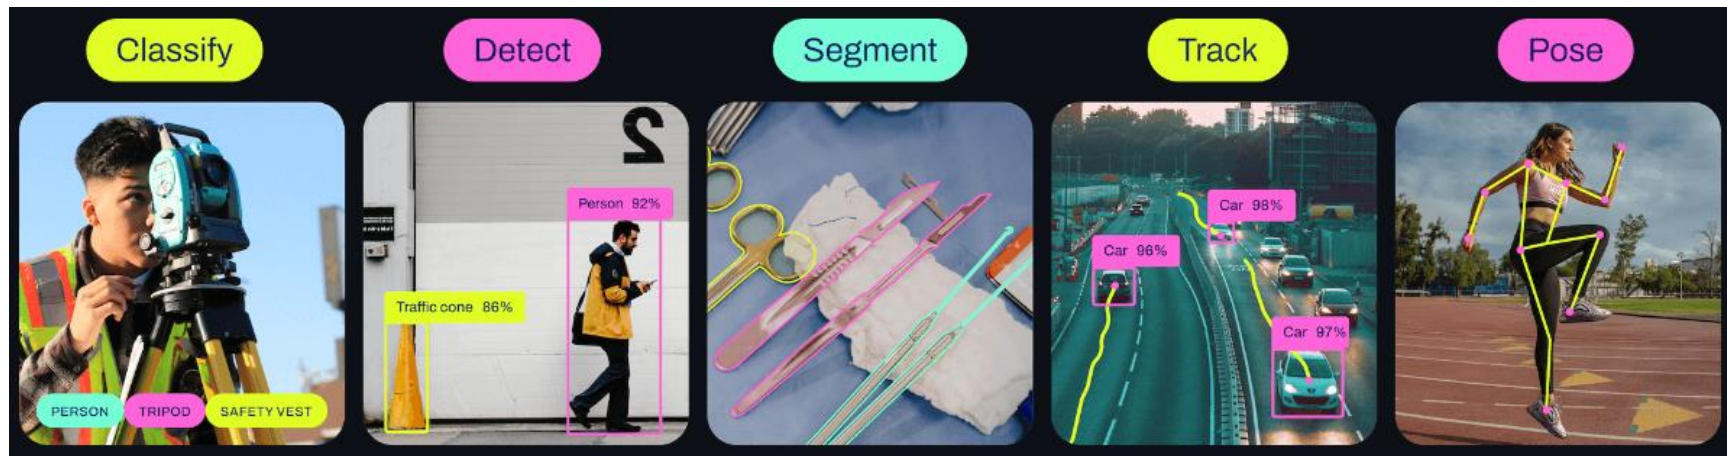 Classify
Detect
Segment
Track
Pose
PERSON
TRIPOD
SAFETY VEST
2
Person 92%
Traffic cone 86%
Car 98%
Car 96%
Car 97%